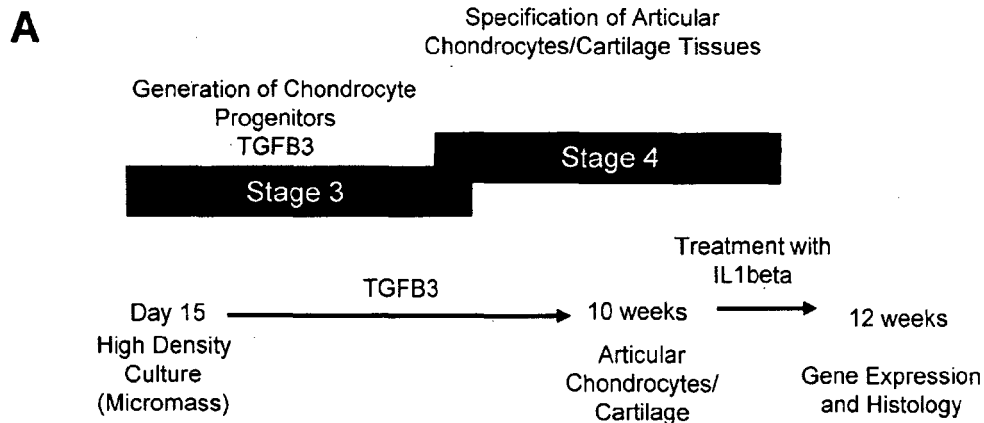 A
Specification of Articular
Chondrocytes/Cartilage Tissues
Generation of Chondrocyte
Progenitors
TGFB3
Stage 3
Stage 4
Treatment with
IL1beta
TGFB3
Day 15
10 weeks
12 weeks
High Density
Culture
(Micromass)
Articular
Chondrocytes/
Cartilage
Gene Expression
and Histology